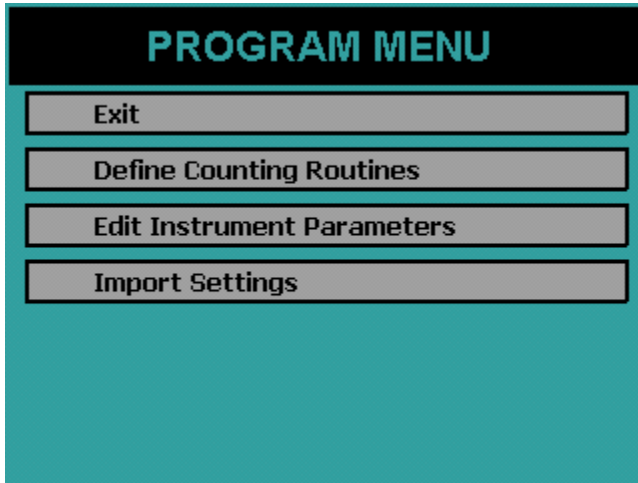 PROGRAM MENU
Exit
Define Counting Routines
Edit Instrument Parameters
Import Settings